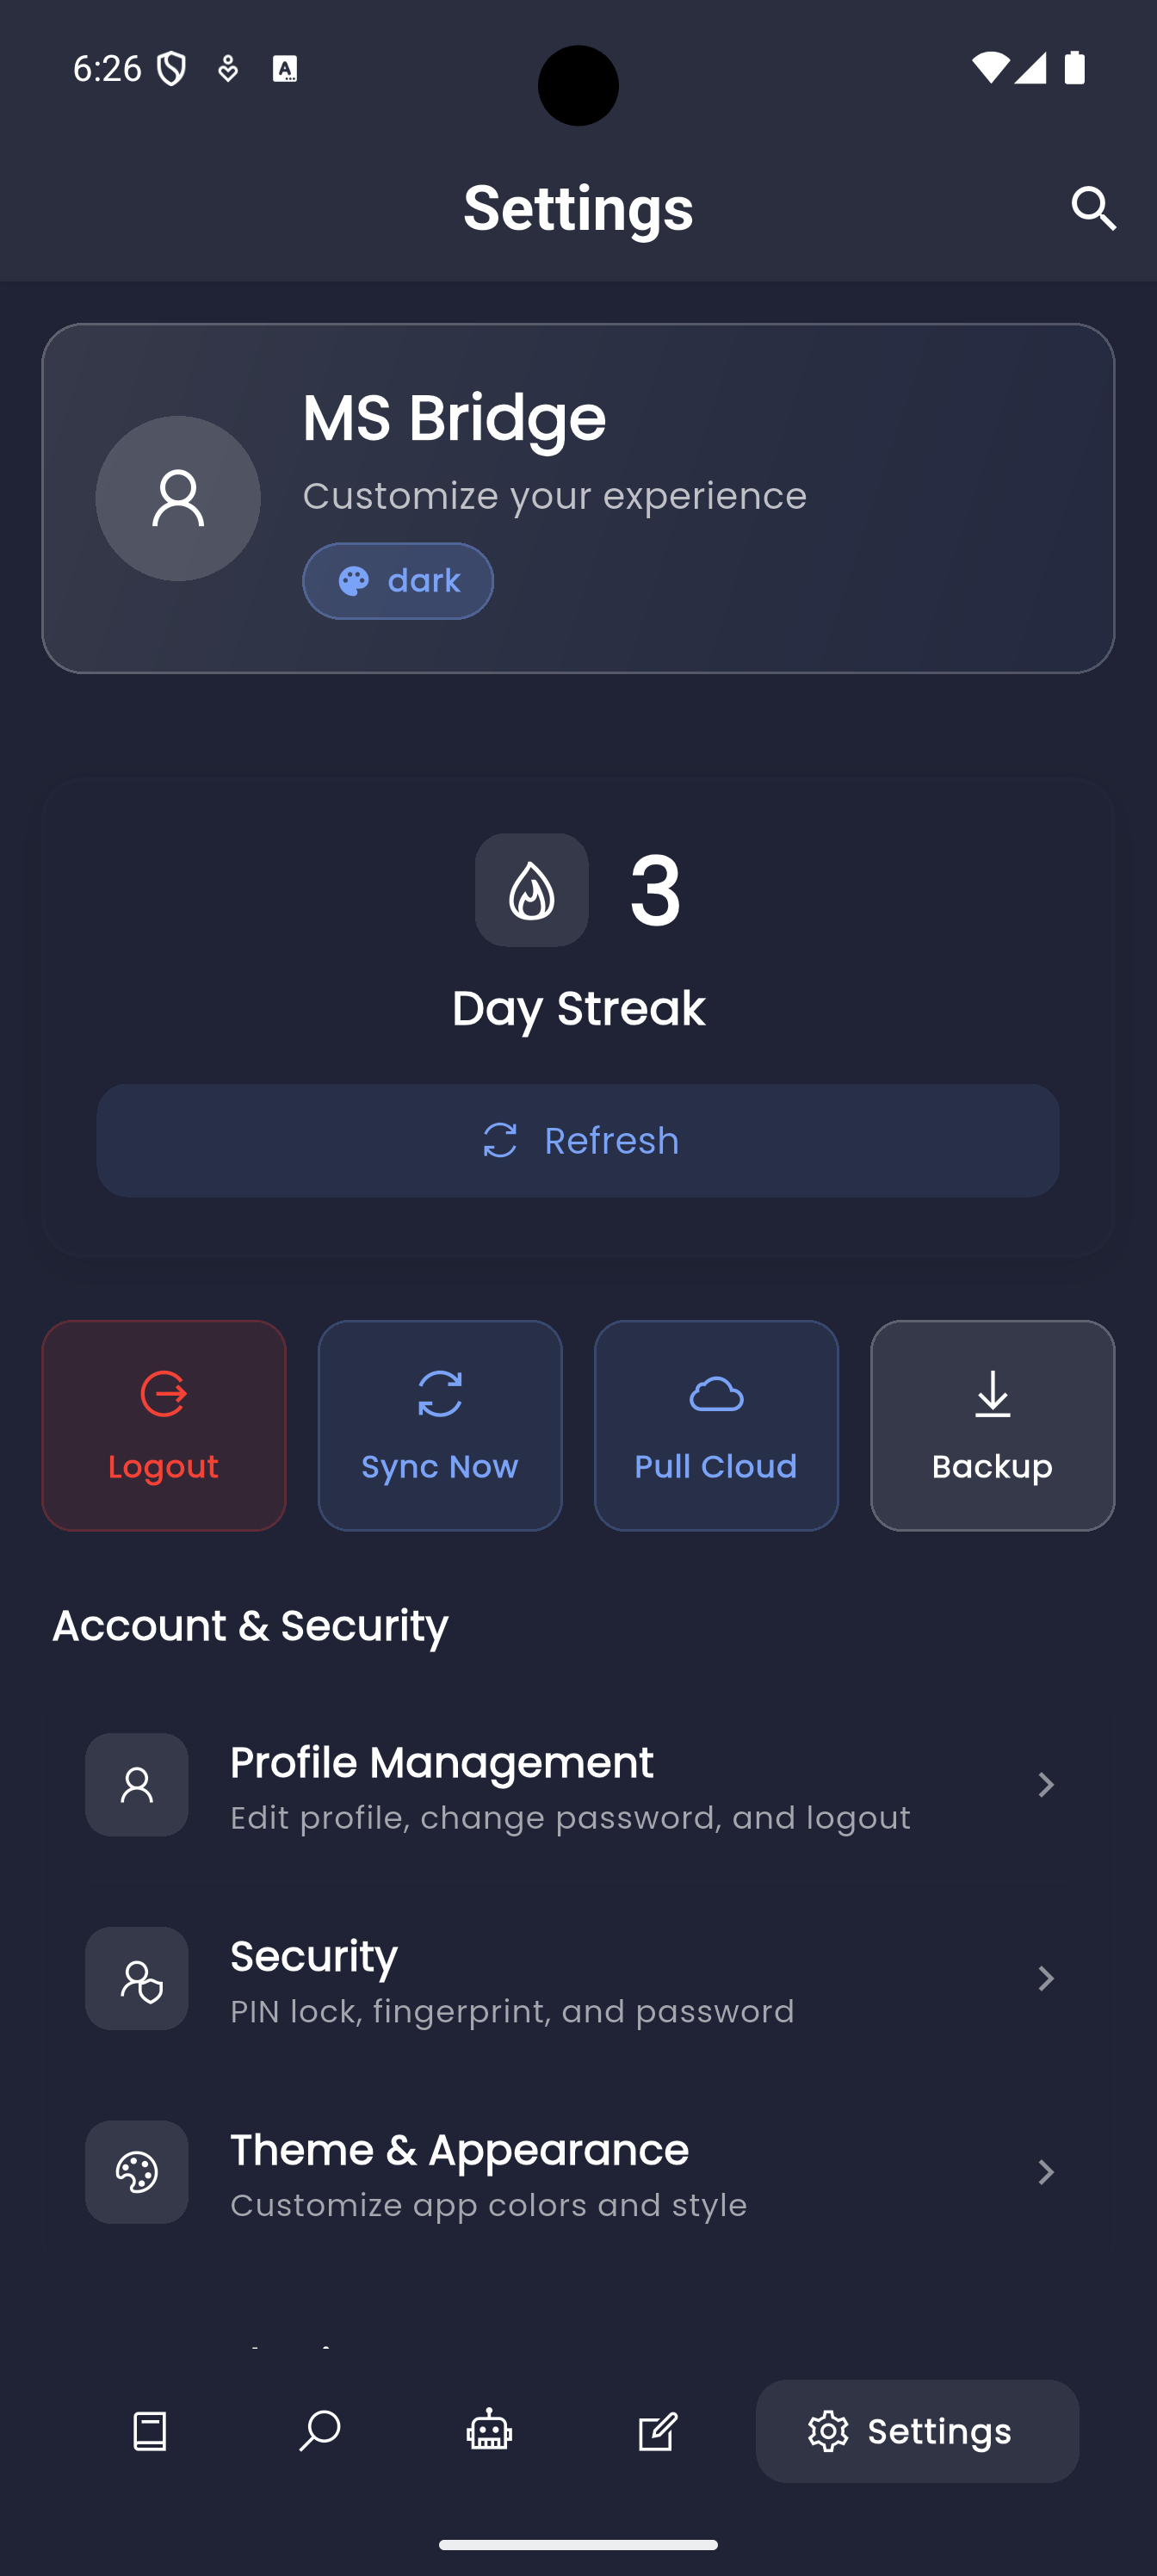 6:26
Settings
MS Bridge
Customize your experience
dark
3
Day Streak
Refresh
Logout
Sync Now
Pull Cloud
Backup
Account & Security
Profile Management
Edit profile, change password, and logout
Security
PIN lock, fingerprint, and password
Theme & Appearance
Customize app colors and style
Settings